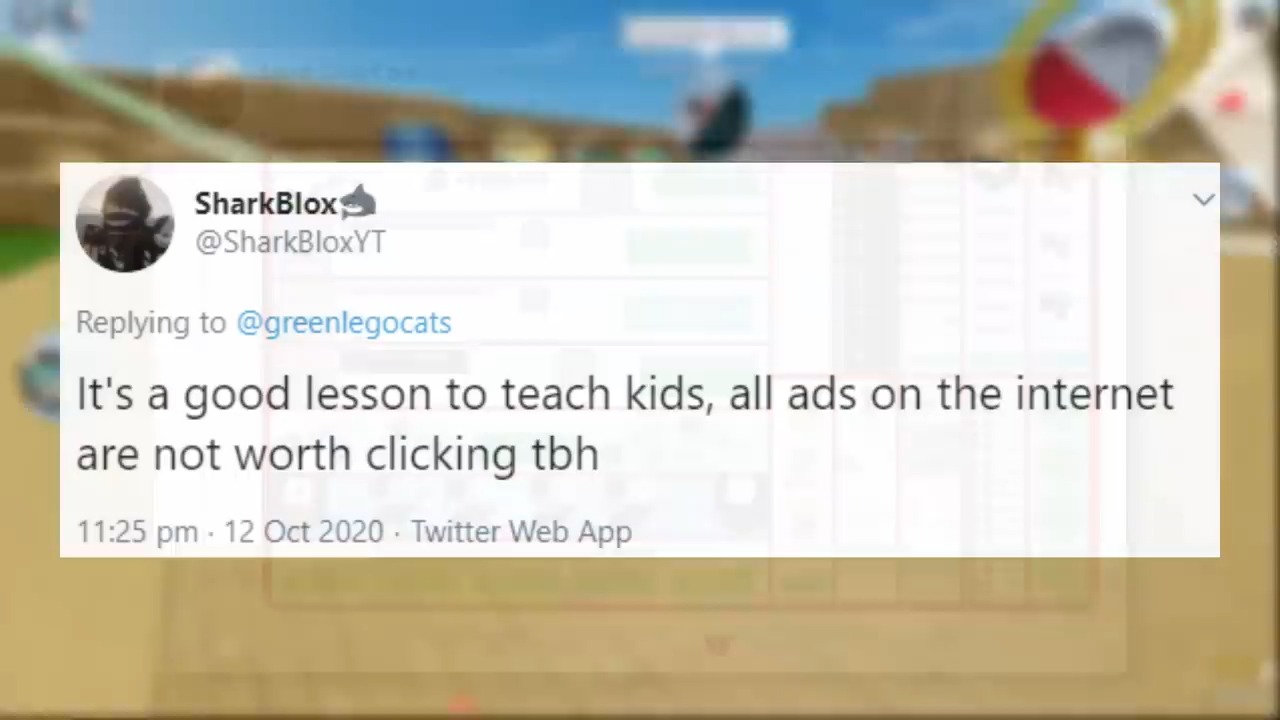 SharkBlox🦈
@SharkBloxYT
Replying to @greenlegocats
It's a good lesson to teach kids, all ads on the internet
are not worth clicking tbh
11:25 pm · 12 Oct 2020 · Twitter Web App